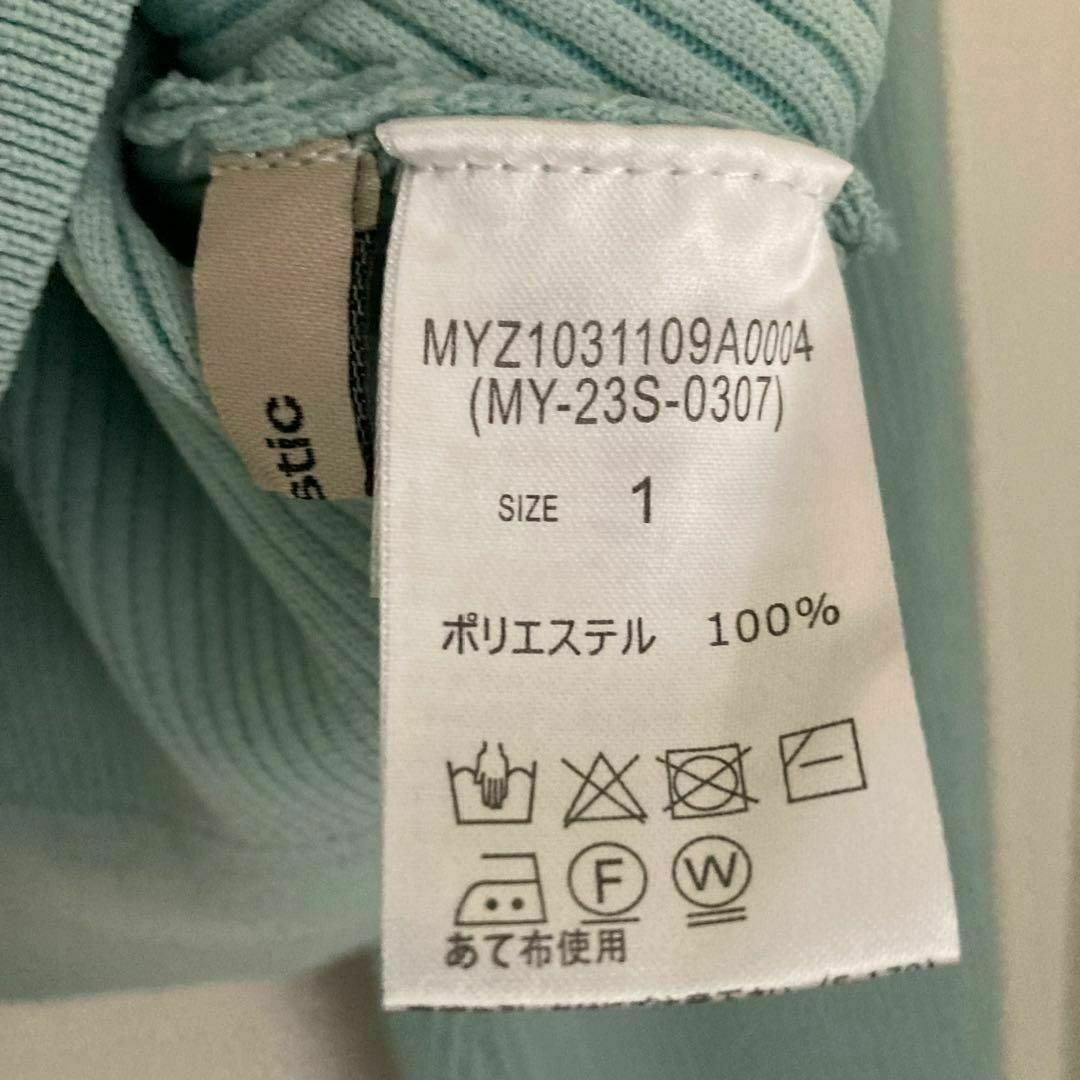 MYZ1031109A0004
(MY-23S-0307)
SIZE 1
ポリエステル 100%
F W
あて布使用
stic